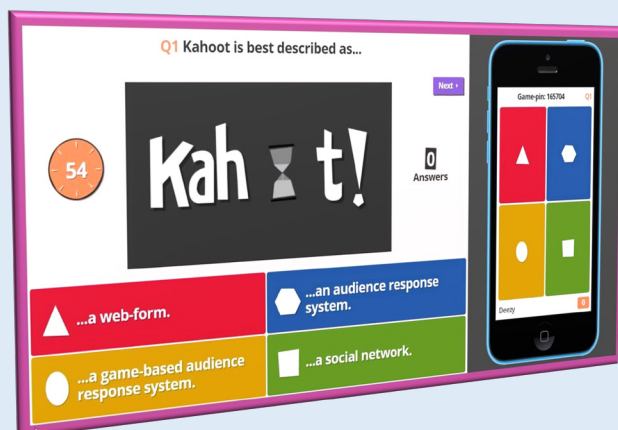 Q1 Kahoot is best described as...
Next ›
54
Kah t!
0
Answers
...a web-form.
...an audience response
system.
...a game-based audience
response system.
...a social network.
Game-pin: 165704 Q1
Deezy 0